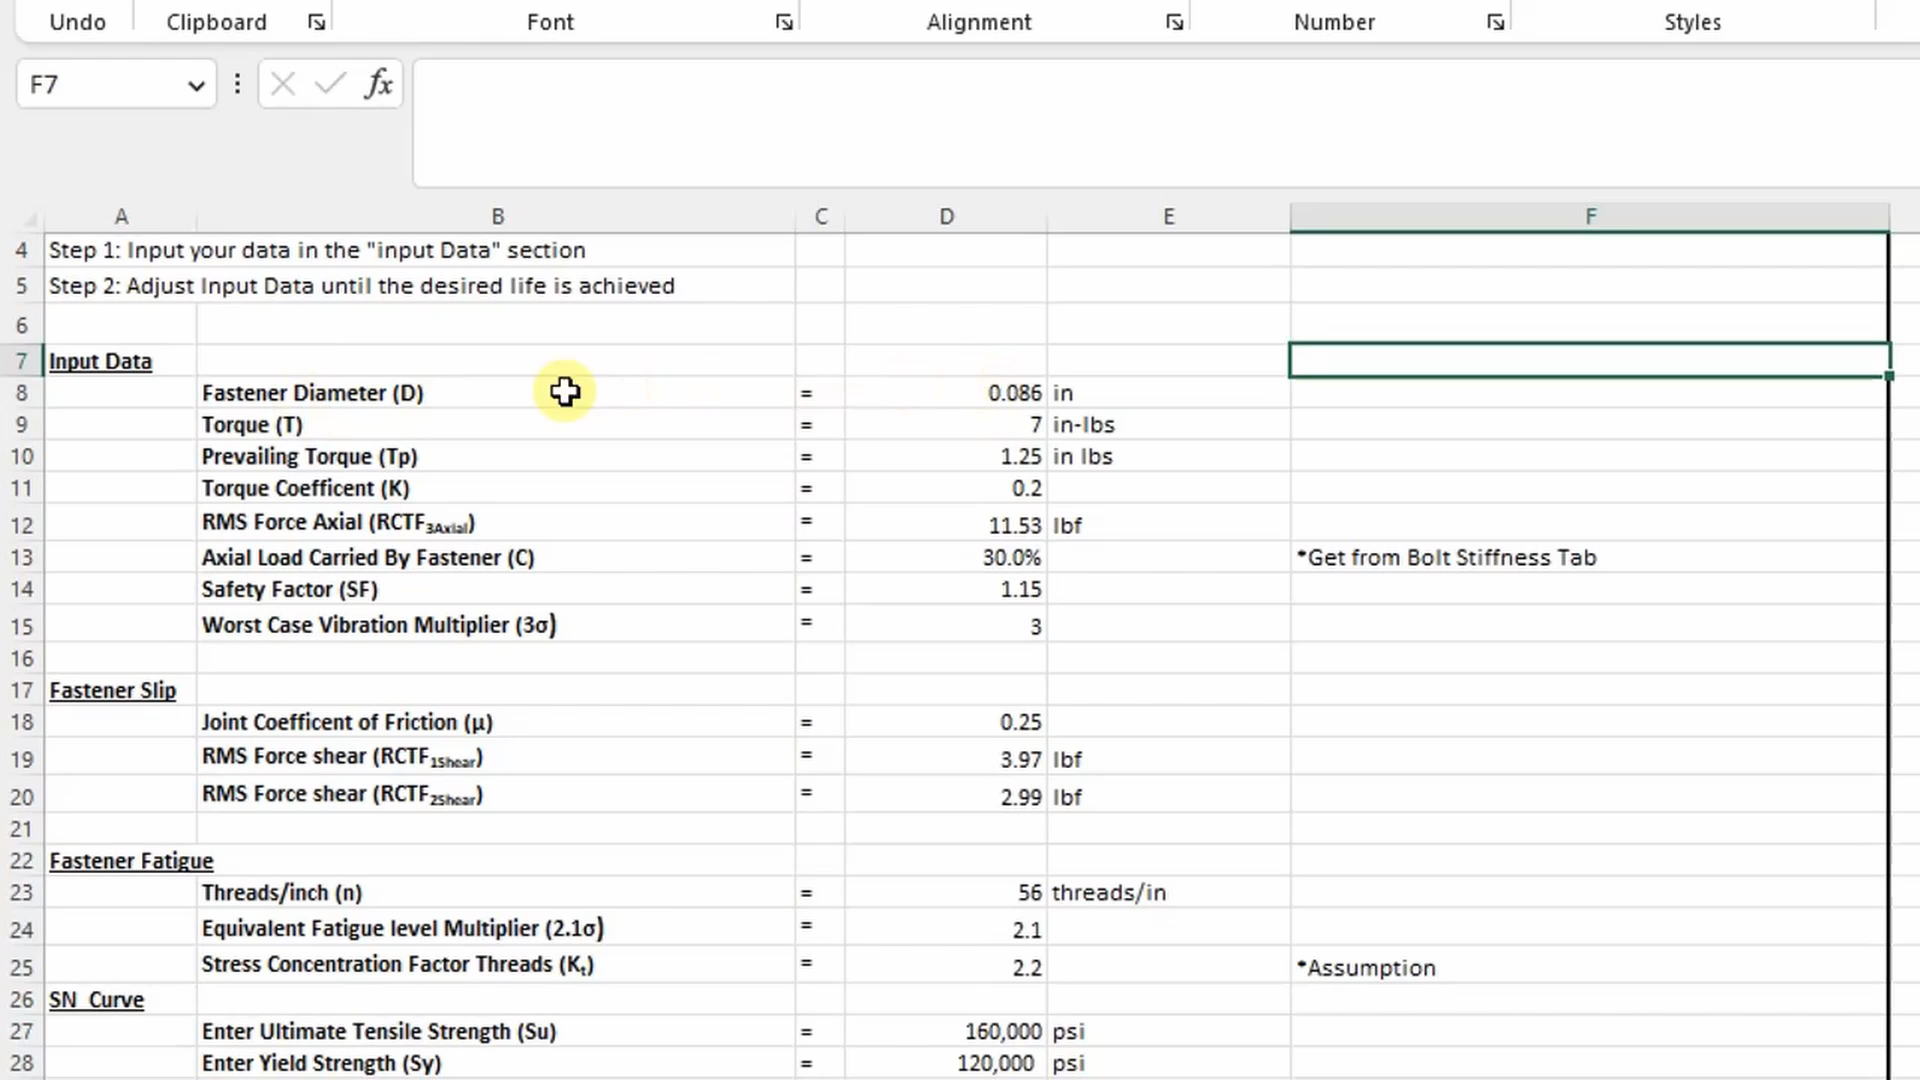 Undo Clipboard Font Alignment Number Styles
F7 fx
A B C D E F
4 Step 1: Input your data in the "input Data" section
5 Step 2: Adjust Input Data until the desired life is achieved
6
7 Input Data
8 Fastener Diameter (D) = 0.086 in
9 Torque (T) = 7 in-lbs
10 Prevailing Torque (Tp) = 1.25 in lbs
11 Torque Coefficent (K) = 0.2
12 RMS Force Axial (RCTF3Axial) = 11.53 lbf
13 Axial Load Carried By Fastener (C) = 30.0% *Get from Bolt Stiffness Tab
14 Safety Factor (SF) = 1.15
15 Worst Case Vibration Multiplier (3σ) = 3
16
17 Fastener Slip
18 Joint Coefficent of Friction (μ) = 0.25
19 RMS Force shear (RCTF1Shear) = 3.97 lbf
20 RMS Force shear (RCTF2Shear) = 2.99 lbf
21
22 Fastener Fatigue
23 Threads/inch (n) = 56 threads/in
24 Equivalent Fatigue level Multiplier (2.1σ) = 2.1
25 Stress Concentration Factor Threads (Kt) = 2.2 *Assumption
26 SN Curve
27 Enter Ultimate Tensile Strength (Su) = 160,000 psi
28 Enter Yield Strength (Sy) = 120,000 psi